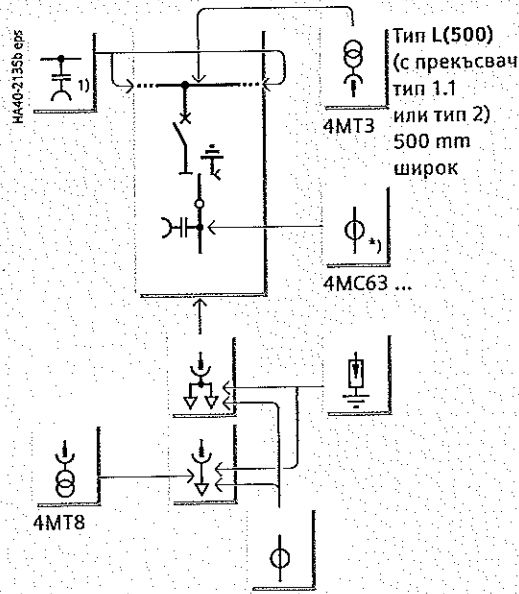 HA40-2135b eps
1)
4MT3
Тип L(500)
(с прекъсвач
тип 1.1
или тип 2)
500 mm
широк
*)
4MC63 ...
4MT8